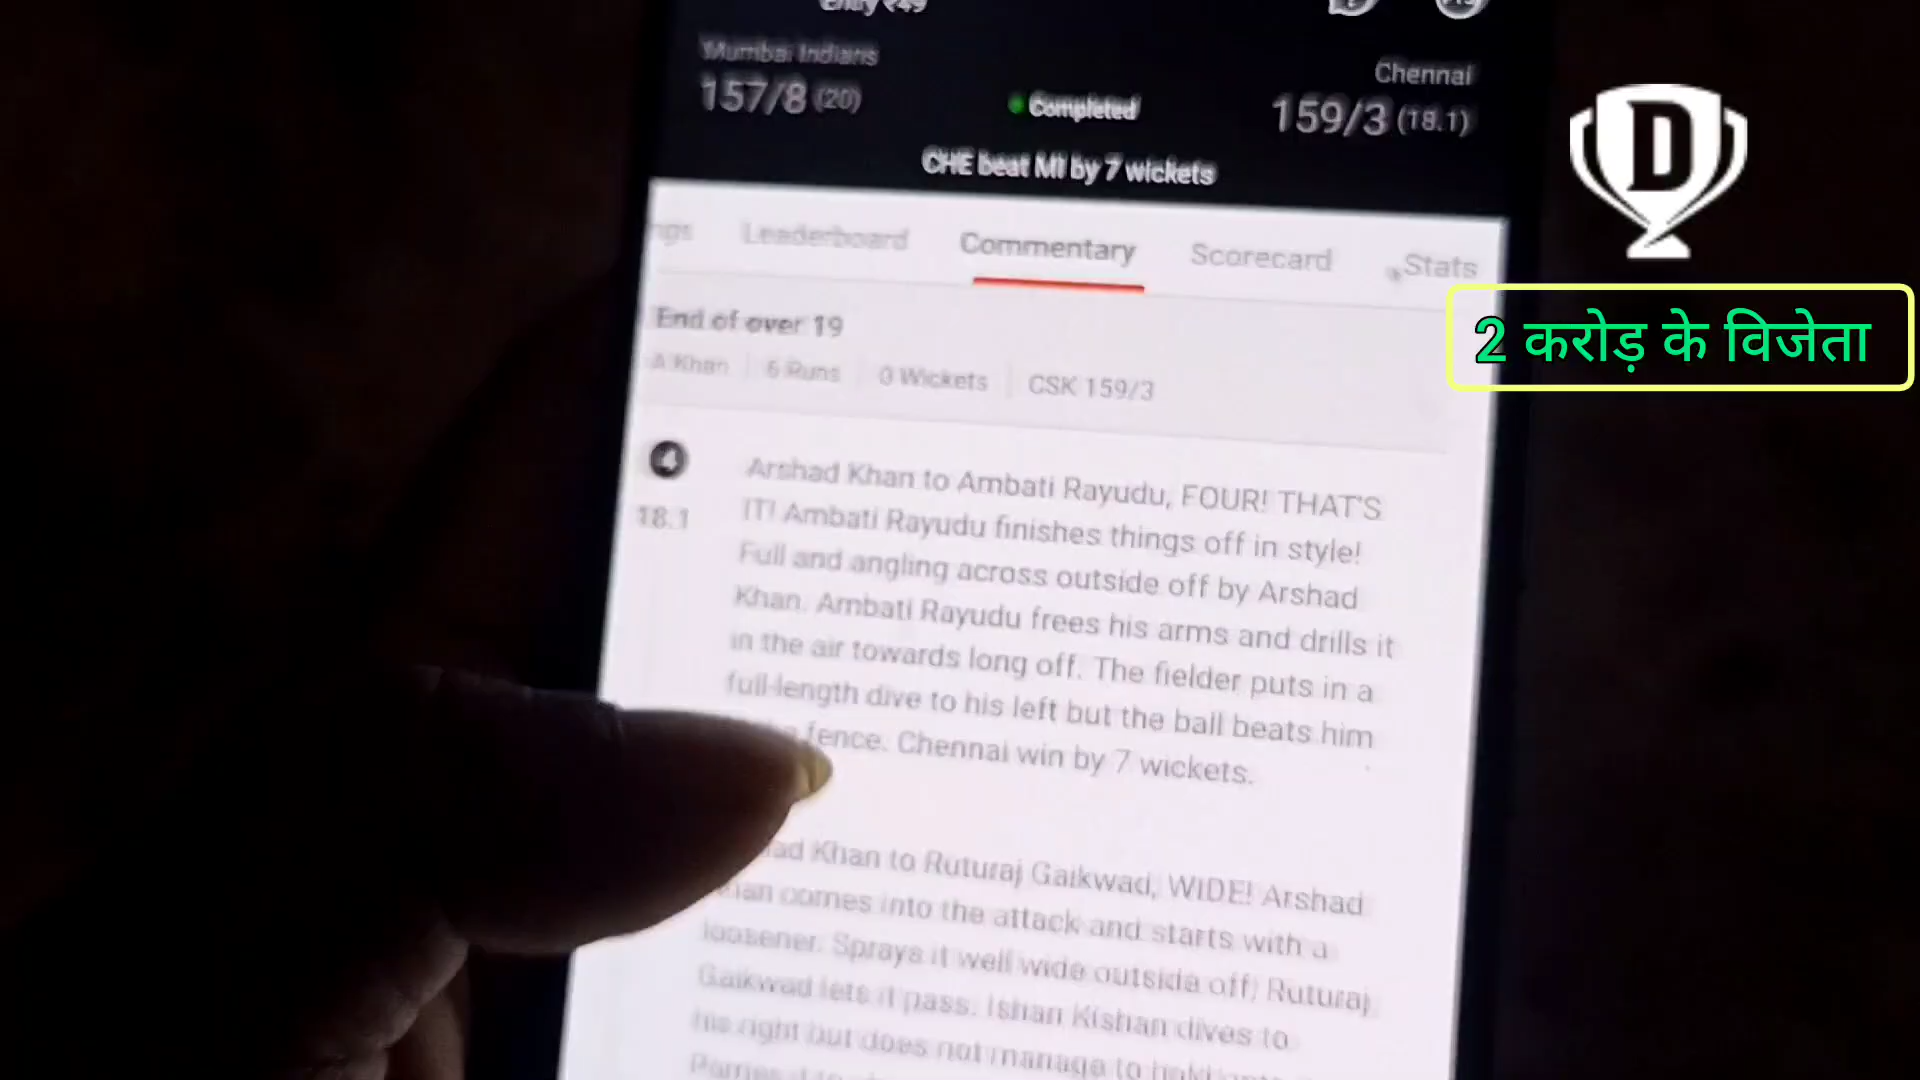 Entry ₹49
Mumbai Indians
157/8 (20)
Completed
Chennai
159/3 (18.1)
CHE beat MI by 7 wickets
Leaderboard
Commentary
Scorecard
Stats
D
2 करोड़ के विजेता
End of over 19
A Khan
6 Runs
0 Wickets
CSK 159/3
4
18.1
Arshad Khan to Ambati Rayudu, FOUR! THAT'S
IT! Ambati Rayudu finishes things off in style!
Full and angling across outside off by Arshad
Khan. Ambati Rayudu frees his arms and drills it
in the air towards long off. The fielder puts in a
full-length dive to his left but the ball beats him
fence. Chennai win by 7 wickets.
Khan to Ruturaj Gaikwad, WIDE! Arshad
comes into the attack and starts with a
loosener. Sprays it well wide outside off, Ruturaj
Gaikwad lets it pass. Ishan Kishan dives to
his right but does not manage to